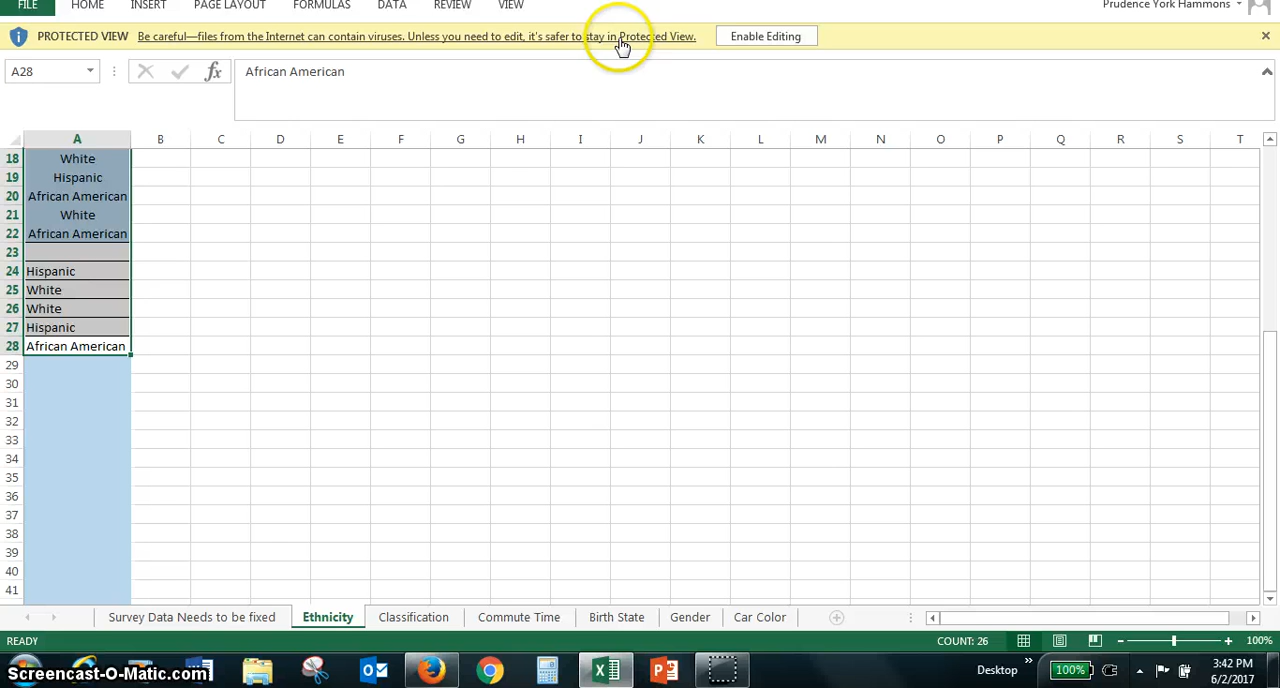 FILE HOME INSERT PAGE LAYOUT FORMULAS DATA REVIEW VIEW Prudence York Hammons
PROTECTED VIEW Be careful—files from the Internet can contain viruses. Unless you need to edit, it's safer to stay in Protected View. Enable Editing
A28 fx African American
A B C D E F G H I J K L M N O P Q R S T
18 White
19 Hispanic
20 African American
21 White
22 African American
23
24 Hispanic
25 White
26 White
27 Hispanic
28 African American
29
30
31
32
33
34
35
36
37
38
39
40
41
Survey Data Needs to be fixed Ethnicity Classification Commute Time Birth State Gender Car Color
READY COUNT: 26 100%
Screencast-O-Matic.com Desktop 100% 3:42 PM
6/2/2017